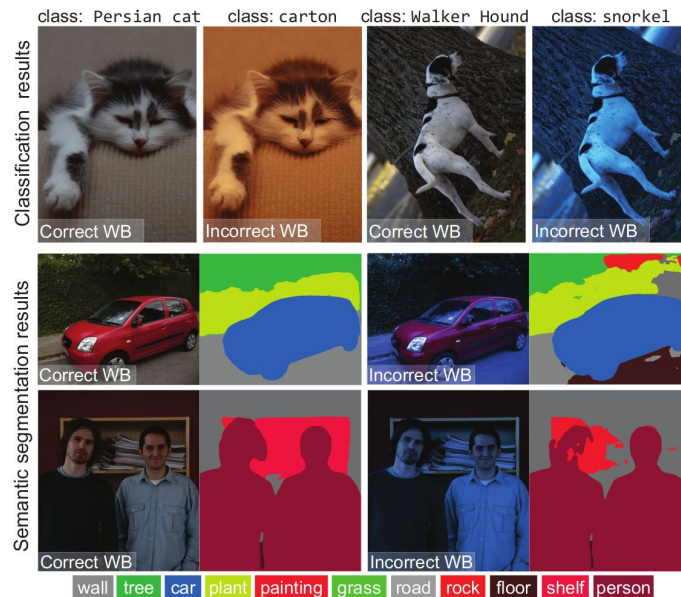 class: Persian cat
class: carton
class: Walker Hound
class: snorkel
Classification results
Correct WB
Incorrect WB
Correct WB
Incorrect WB
Semantic segmentation results
Correct WB
Incorrect WB
Correct WB
Incorrect WB
wall tree car plant painting grass road rock floor shelf person